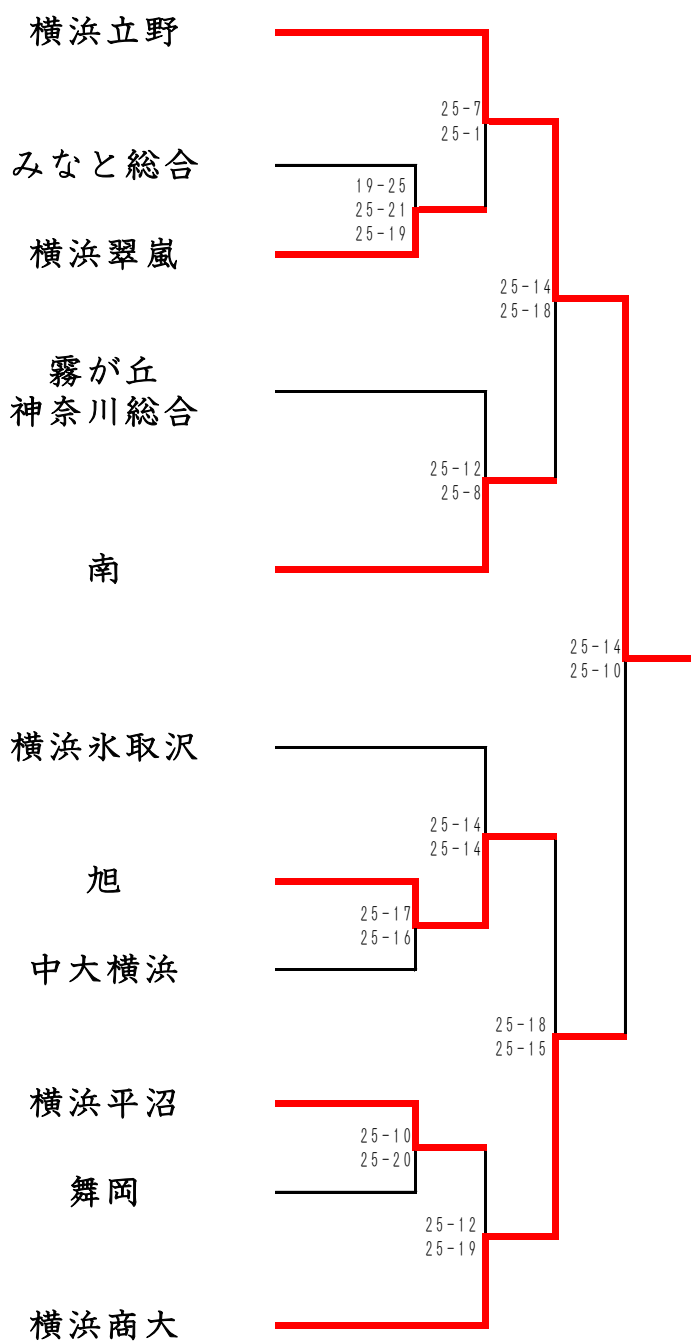 横浜立野
25-7
25-1
みなと総合
19-25
25-21
25-19
横浜翠嵐
25-14
25-18
霧が丘
神奈川総合
25-12
25-8
南
25-14
25-10
横浜氷取沢
25-14
25-14
旭
25-17
25-16
中大横浜
25-18
25-15
横浜平沼
25-10
25-20
舞岡
25-12
25-19
横浜商大